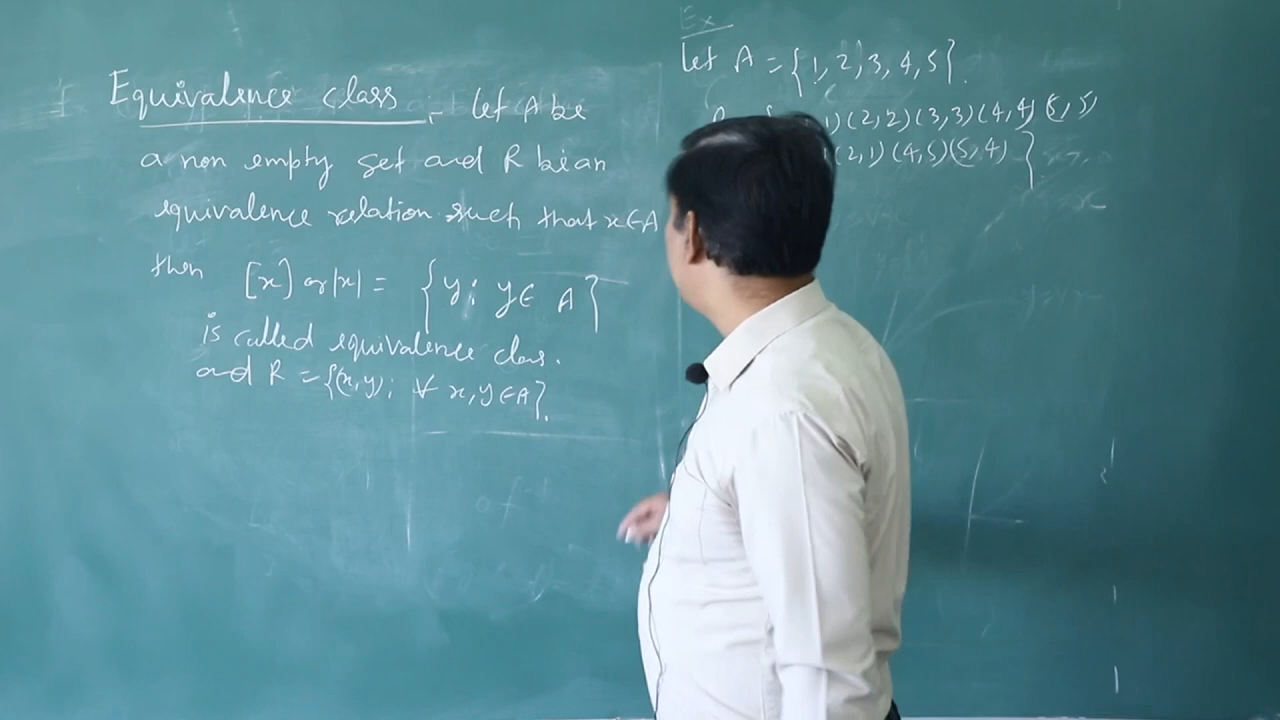 Equivalence class :- let A be
a non empty set and R be an
equivalence relation such that x ∈ A
then [x] or |x| = { y ; y ∈ A }
is called equivalence class.
and R = {(x,y) ; ∀ x,y ∈ A}.
Ex
let A = {1, 2, 3, 4, 5}.
1) (2,2) (3,3) (4,4) (5,5)
(2,1) (4,5) (5,4) }